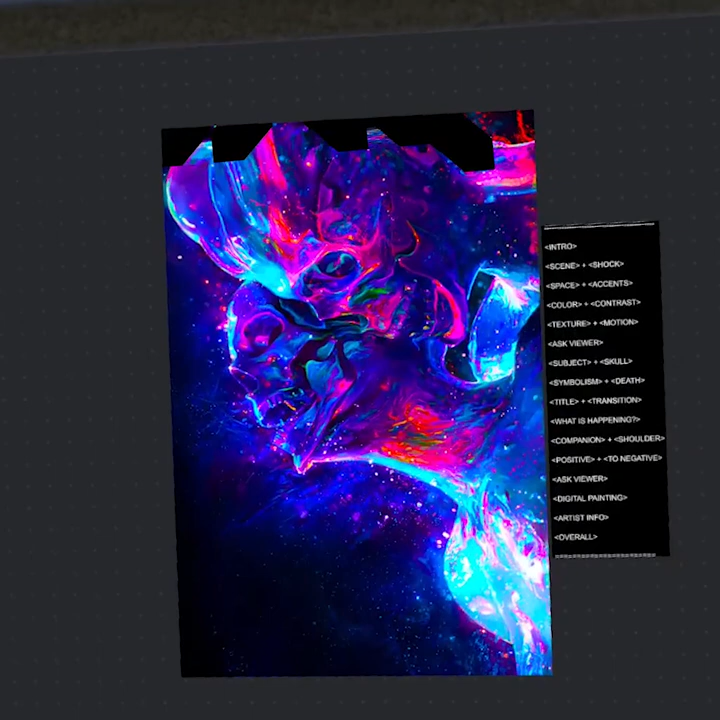 <INTRO>
<SCENE> + <SHOCK>
<SPACE> + <ACCENTS>
<COLOR> + <CONTRAST>
<TEXTURE> + <MOTION>
<ASK VIEWER>
<SUBJECT> + <SKULL>
<SYMBOLISM> + <DEATH>
<TITLE> + <TRANSITION>
<WHAT IS HAPPENING?>
<COMPANION> + <SHOULDER>
<POSITIVE> + <TO NEGATIVE>
<ASK VIEWER>
<DIGITAL PAINTING>
<ARTIST INFO>
<OVERALL>